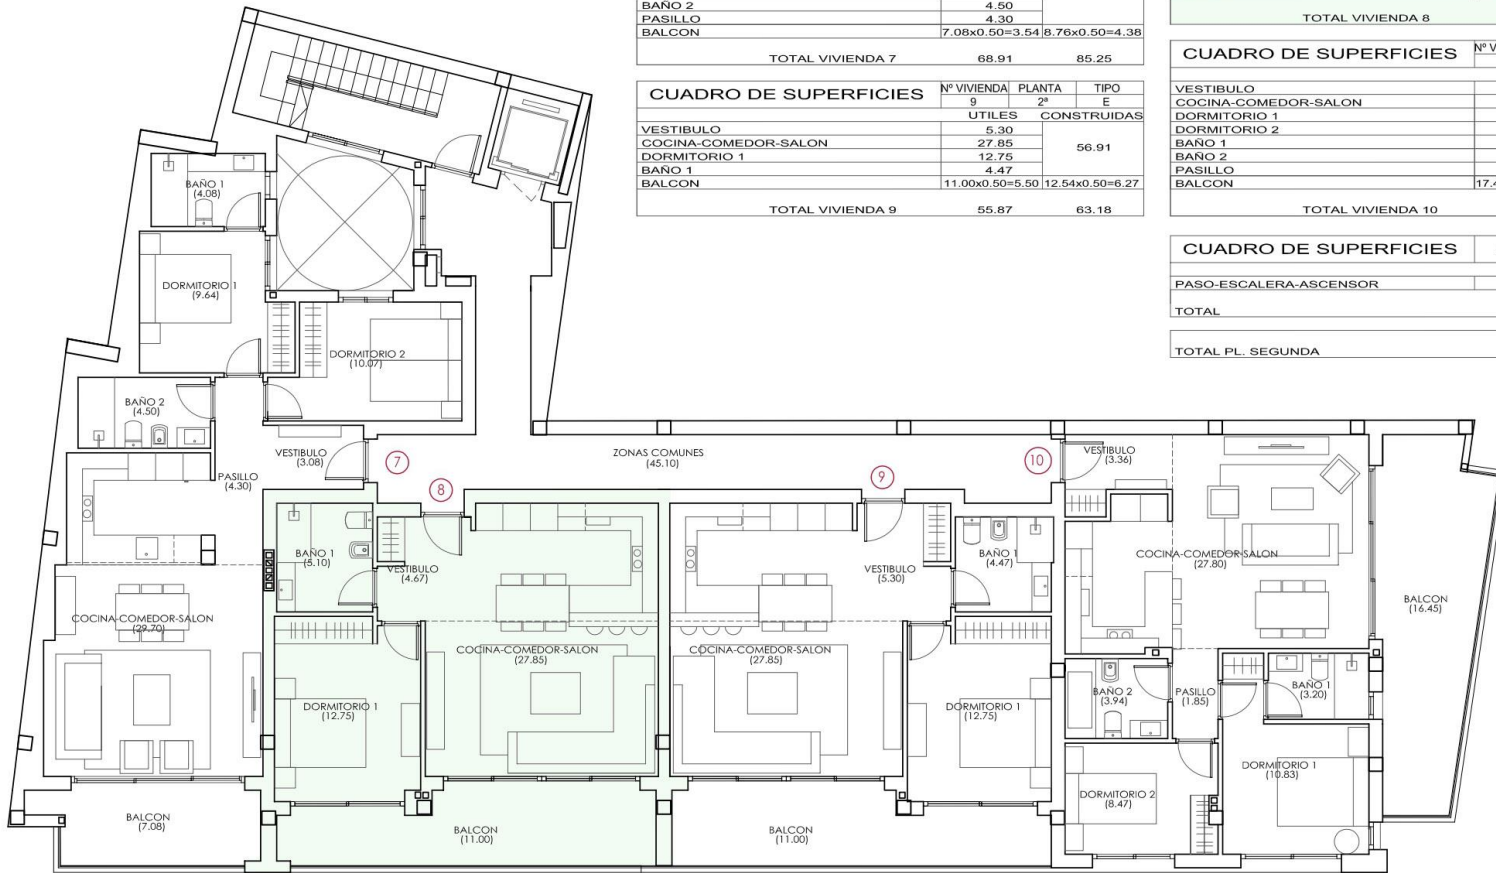 BAÑO 2 4.50
PASILLO 4.30
BALCON 7.08x0.50=3.54 8.76x0.50=4.38
TOTAL VIVIENDA 7 68.91 85.25
CUADRO DE SUPERFICIES Nº VIVIENDA PLANTA TIPO
9 2ª E
UTILES CONSTRUIDAS
VESTIBULO 5.30
COCINA-COMEDOR-SALON 27.85
56.91
DORMITORIO 1 12.75
BAÑO 1 4.47
BALCON 11.00x0.50=5.50 12.54x0.50=6.27
TOTAL VIVIENDA 9 55.87 63.18
TOTAL VIVIENDA 8
CUADRO DE SUPERFICIES Nº V
VESTIBULO
COCINA-COMEDOR-SALON
DORMITORIO 1
DORMITORIO 2
BAÑO 1
BAÑO 2
PASILLO
BALCON 17.4
TOTAL VIVIENDA 10
CUADRO DE SUPERFICIES
PASO-ESCALERA-ASCENSOR
TOTAL
TOTAL PL. SEGUNDA
BAÑO 1
(4.08)
DORMITORIO 1
(9.64)
DORMITORIO 2
(10.07)
BAÑO 2
(4.50)
VESTIBULO
(3.08)
PASILLO
(4.30)
COCINA-COMEDOR-SALON
(29.70)
BALCON
(7.08)
7
8
ZONAS COMUNES
(45.10)
9
10
BAÑO 1
(5.10)
VESTIBULO
(4.67)
COCINA-COMEDOR-SALON
(27.85)
DORMITORIO 1
(12.75)
BALCON
(11.00)
VESTIBULO
(5.30)
BAÑO 1
(4.47)
COCINA-COMEDOR-SALON
(27.85)
DORMITORIO 1
(12.75)
BALCON
(11.00)
VESTIBULO
(3.36)
COCINA-COMEDOR-SALON
(27.80)
BALCON
(16.45)
BAÑO 2
(3.94)
PASILLO
(1.85)
BAÑO 1
(3.20)
DORMITORIO 2
(8.47)
DORMITORIO 1
(10.83)